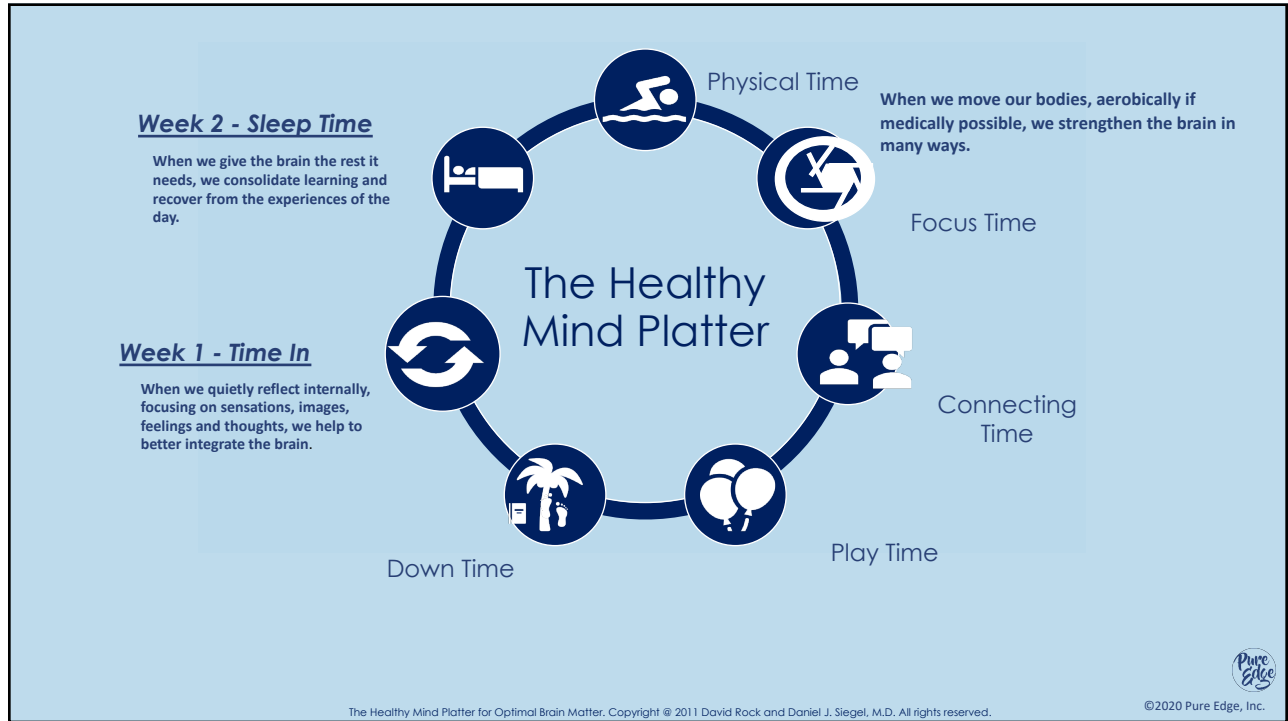 Physical Time
When we move our bodies, aerobically if
medically possible, we strengthen the brain in
many ways.
Week 2 - Sleep Time
When we give the brain the rest it
needs, we consolidate learning and
recover from the experiences of the
day.
Focus Time
The Healthy
Mind Platter
Week 1 - Time In
When we quietly reflect internally,
focusing on sensations, images,
feelings and thoughts, we help to
better integrate the brain.
Connecting
Time
Play Time
Down Time
Pure
Edge
The Healthy Mind Platter for Optimal Brain Matter. Copyright @ 2011 David Rock and Daniel J. Siegel, M.D. All rights reserved.
©2020 Pure Edge, Inc.